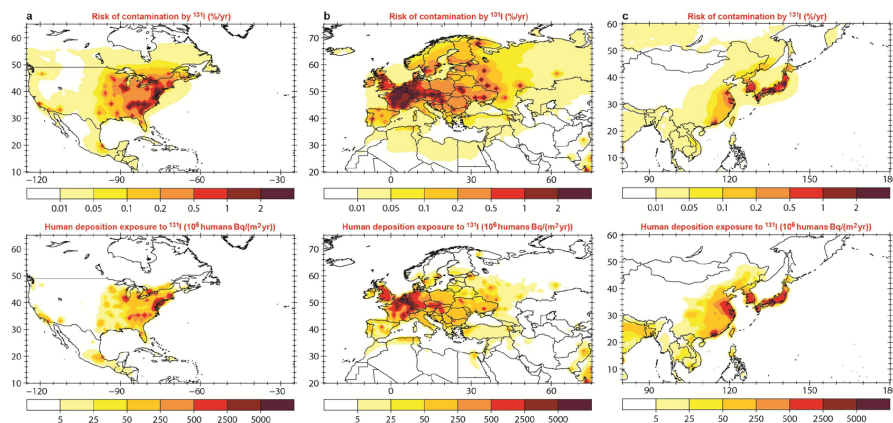 a
Risk of contamination by ¹³¹I (%/yr)
60
50
40
30
20
10
−120 −90 −60 −30
0.01 0.05 0.1 0.2 0.5 1 2
b
Risk of contamination by ¹³¹I (%/yr)
70
60
50
40
30
20
0 30 60
0.01 0.05 0.1 0.2 0.5 1 2
c
Risk of contamination by ¹³¹I (%/yr)
60
50
40
30
20
10
90 120 150 180
0.01 0.05 0.1 0.2 0.5 1 2
Human deposition exposure to ¹³¹I (10⁶ humans Bq/(m² yr))
60
50
40
30
20
10
−120 −90 −60 −30
5 25 50 250 500 2500 5000
Human deposition exposure to ¹³¹I (10⁶ humans Bq/(m² yr))
70
60
50
40
30
20
0 30 60
5 25 50 250 500 2500 5000
Human deposition exposure to ¹³¹I (10⁶ humans Bq/(m² yr))
60
50
40
30
20
10
90 120 150 180
5 25 50 250 500 2500 5000